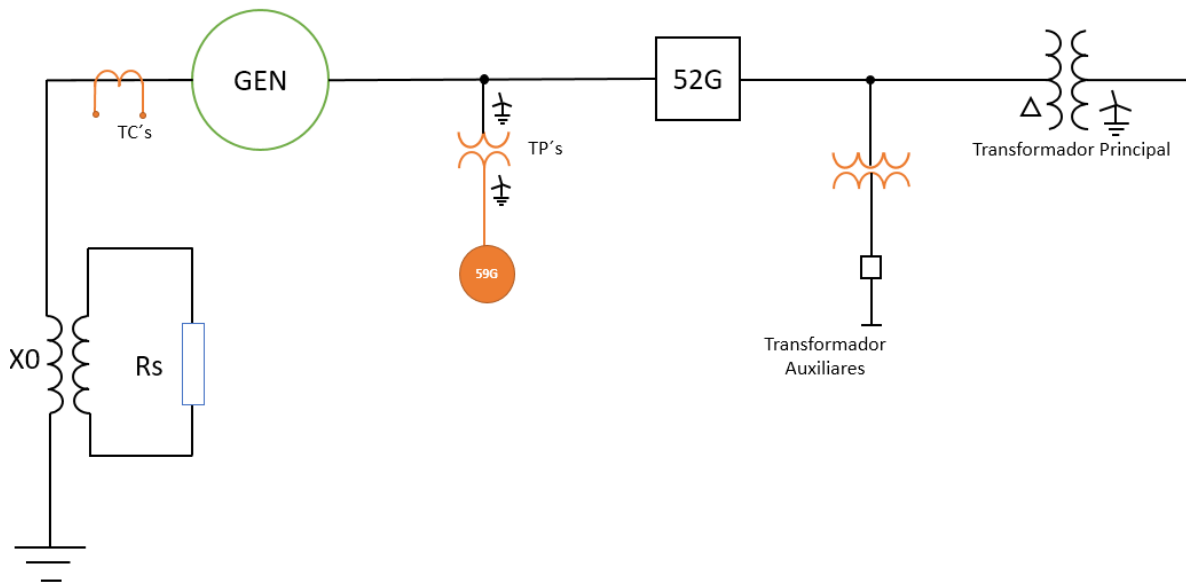 GEN
52G
TC´s
TP´s
Δ
Transformador Principal
59G
Transformador
Auxiliares
X0
Rs